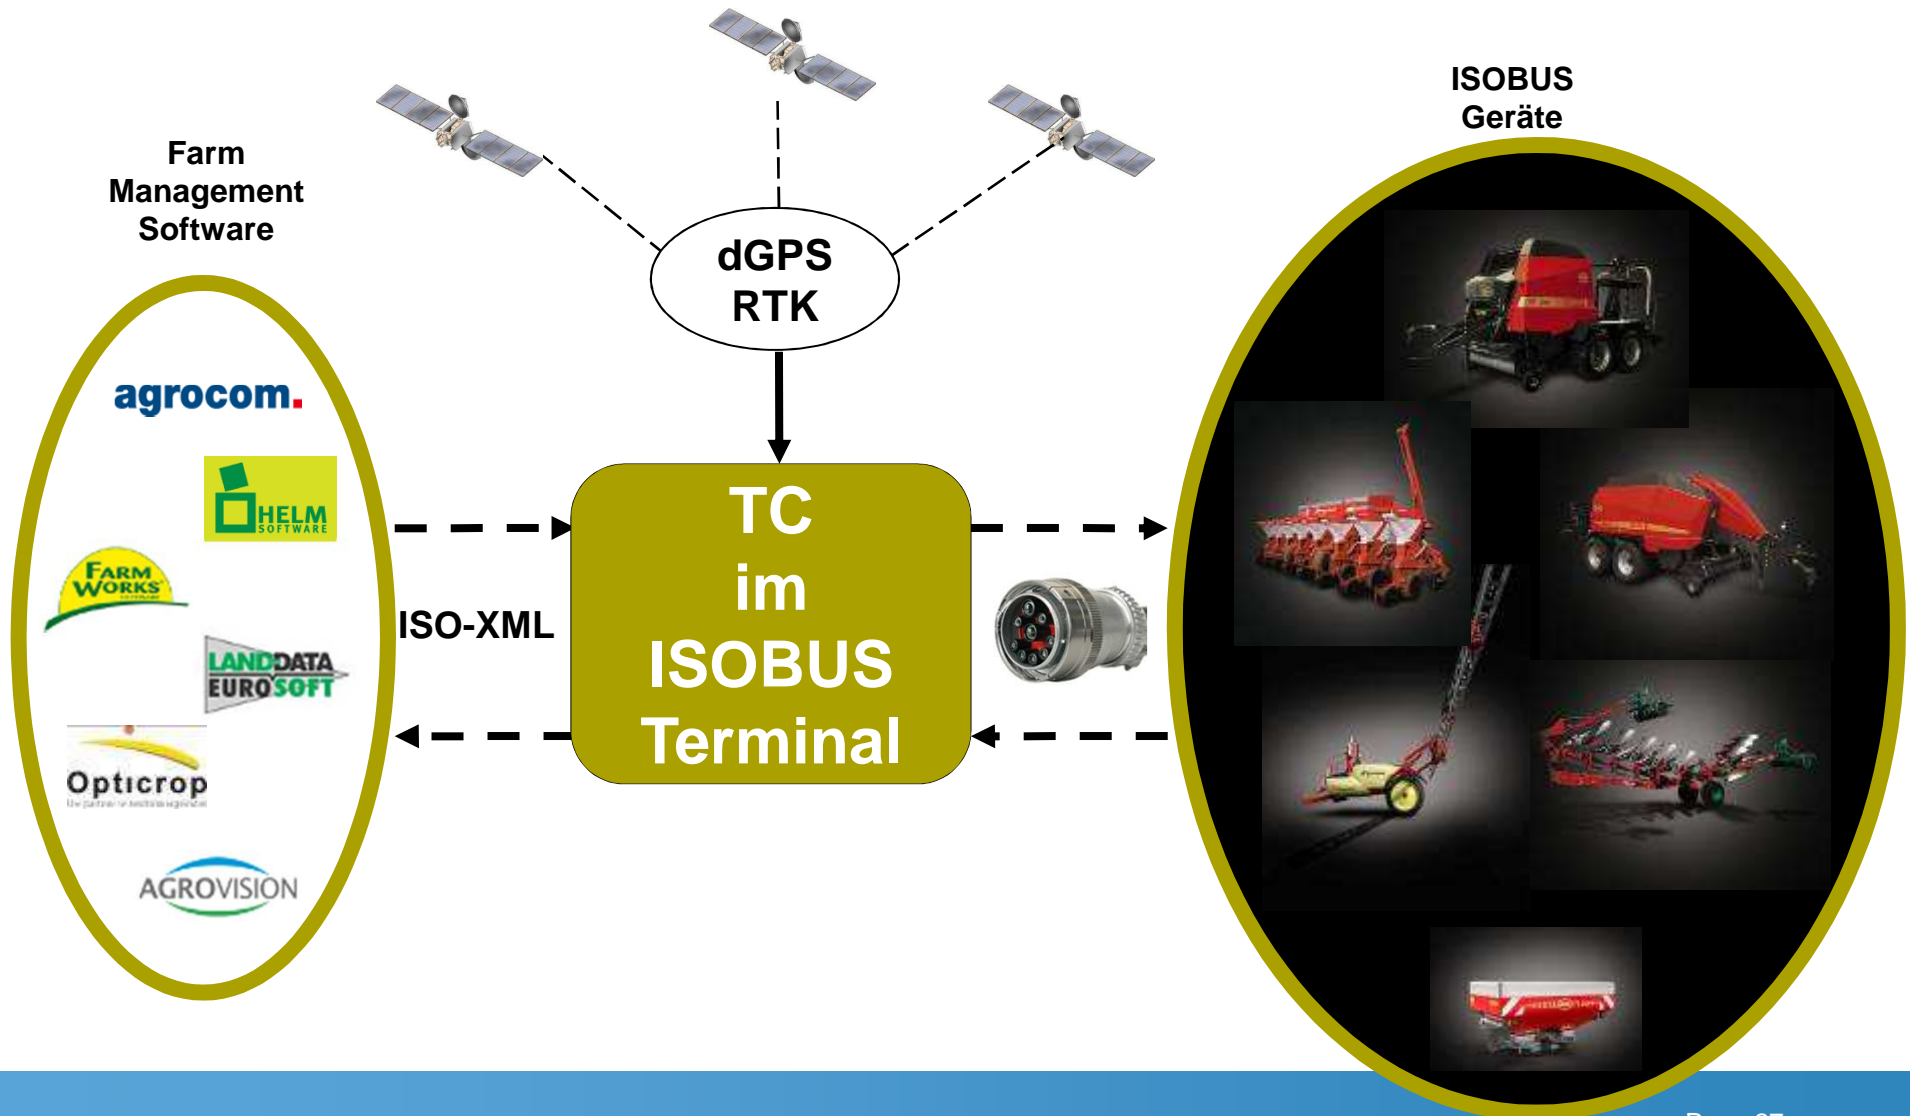 ISOBUS
Geräte
Farm
Management
Software
dGPS
RTK
agrocom.
HELM
SOFTWARE
FARM
WORKS
LANDDATA
EUROSOFT
Opticrop
AGROVISION
ISO-XML
TC
im
ISOBUS
Terminal